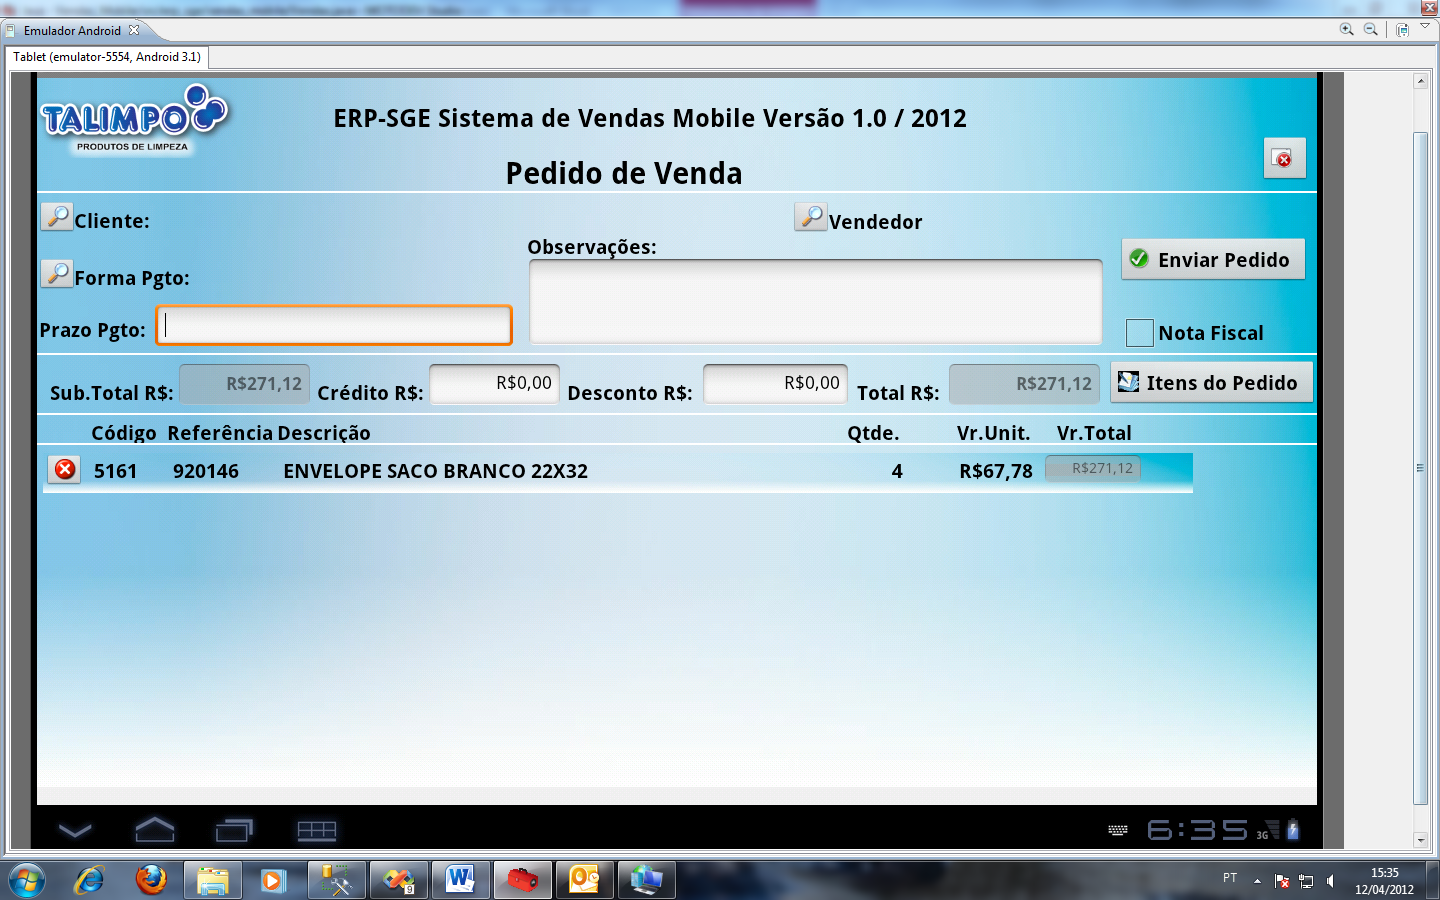 Emulador Android
Tablet (emulator-5554, Android 3.1)
TALIMPO
PRODUTOS DE LIMPEZA
ERP-SGE Sistema de Vendas Mobile Versão 1.0 / 2012
Pedido de Venda
Cliente:
Vendedor
Observações:
Enviar Pedido
Forma Pgto:
Prazo Pgto:
Nota Fiscal
Sub.Total R$: R$271,12 Crédito R$: R$0,00 Desconto R$: R$0,00 Total R$: R$271,12 Itens do Pedido
Código Referência Descrição Qtde. Vr.Unit. Vr.Total
5161 920146 ENVELOPE SACO BRANCO 22X32 4 R$67,78 R$271,12
6:35
3G
9
PT
15:35
12/04/2012